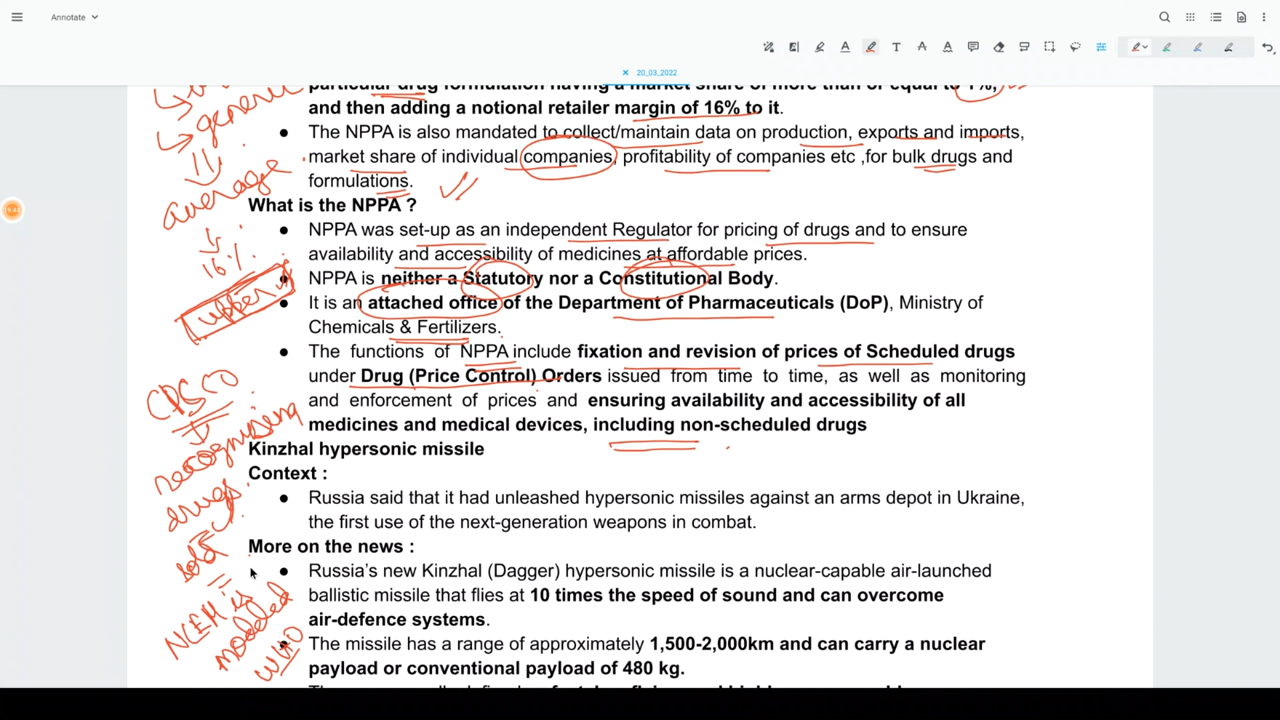 Annotate
20_03_2022
particular drug formulation having a market share of more than or equal to 1%,
and then adding a notional retailer margin of 16% to it.
● The NPPA is also mandated to collect/maintain data on production, exports and imports,
market share of individual companies, profitability of companies etc ,for bulk drugs and
formulations.
What is the NPPA ?
● NPPA was set-up as an independent Regulator for pricing of drugs and to ensure
availability and accessibility of medicines at affordable prices.
● NPPA is neither a Statutory nor a Constitutional Body.
● It is an attached office of the Department of Pharmaceuticals (DoP), Ministry of
Chemicals & Fertilizers.
● The functions of NPPA include fixation and revision of prices of Scheduled drugs
under Drug (Price Control) Orders issued from time to time, as well as monitoring
and enforcement of prices and ensuring availability and accessibility of all
medicines and medical devices, including non-scheduled drugs
Kinzhal hypersonic missile
Context :
● Russia said that it had unleashed hypersonic missiles against an arms depot in Ukraine,
the first use of the next-generation weapons in combat.
More on the news :
● Russia's new Kinzhal (Dagger) hypersonic missile is a nuclear-capable air-launched
ballistic missile that flies at 10 times the speed of sound and can overcome
air-defence systems.
● The missile has a range of approximately 1,500-2,000km and can carry a nuclear
payload or conventional payload of 480 kg.
generic
average
16%
upper
CDSCO
recognising
drugs
sold
NLEM is
modelled
WHO